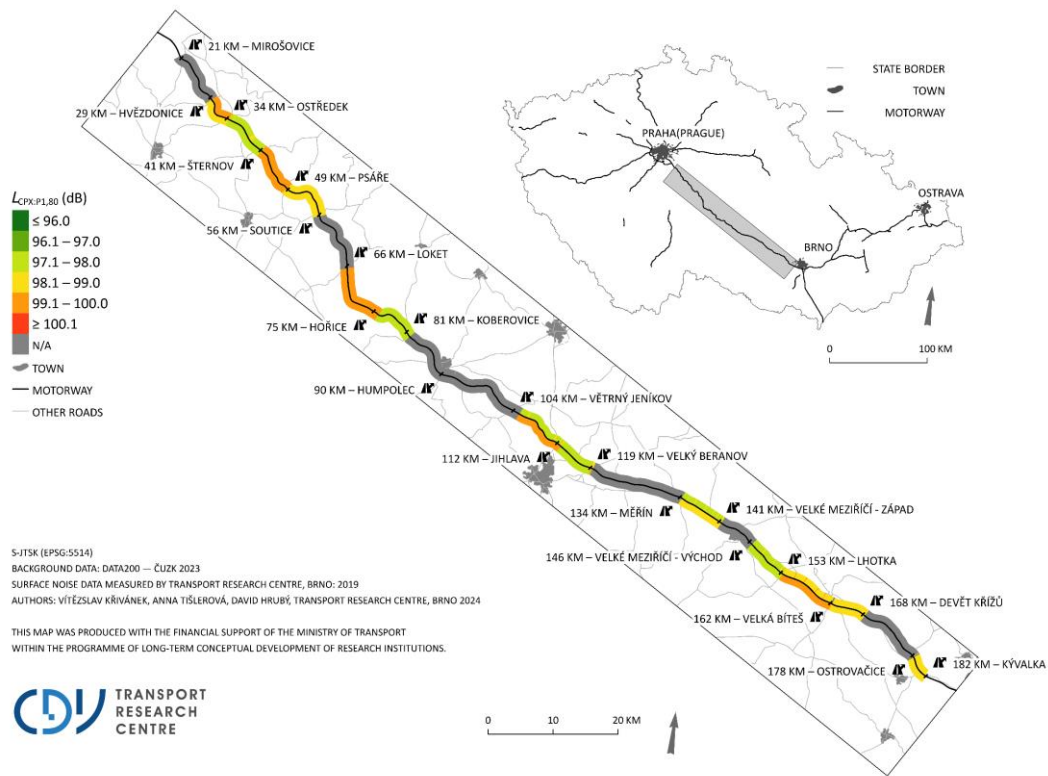 21 KM – MIROŠOVICE
29 KM – HVĚZDONICE
34 KM – OSTŘEDEK
41 KM – ŠTERNOV
49 KM – PSÁŘE
56 KM – SOUTICE
66 KM – LOKET
75 KM – HOŘICE
81 KM – KOBEROVICE
90 KM – HUMPOLEC
104 KM – VĚTRNÝ JENÍKOV
112 KM – JIHLAVA
119 KM – VELKÝ BERANOV
134 KM – MĚŘÍN
141 KM – VELKÉ MEZIŘÍČÍ - ZÁPAD
146 KM – VELKÉ MEZIŘÍČÍ - VÝCHOD
153 KM – LHOTKA
162 KM – VELKÁ BÍTEŠ
168 KM – DEVĚT KŘÍŽŮ
178 KM – OSTROVAČICE
182 KM – KÝVALKA
STATE BORDER
TOWN
MOTORWAY
PRAHA(PRAGUE)
OSTRAVA
BRNO
0 100 KM
LCPX:P1,80 (dB)
≤ 96.0
96.1 – 97.0
97.1 – 98.0
98.1 – 99.0
99.1 – 100.0
≥ 100.1
N/A
TOWN
MOTORWAY
OTHER ROADS
S-JTSK (EPSG:5514)
BACKGROUND DATA: DATA200 — ČUZK 2023
SURFACE NOISE DATA MEASURED BY TRANSPORT RESEARCH CENTRE, BRNO: 2019
AUTHORS: VÍTĚZSLAV KŘIVÁNEK, ANNA TIŠLEROVÁ, DAVID HRUBÝ, TRANSPORT RESEARCH CENTRE, BRNO 2024
THIS MAP WAS PRODUCED WITH THE FINANCIAL SUPPORT OF THE MINISTRY OF TRANSPORT
WITHIN THE PROGRAMME OF LONG-TERM CONCEPTUAL DEVELOPMENT OF RESEARCH INSTITUTIONS.
CDV
TRANSPORT
RESEARCH
CENTRE
0 10 20 KM